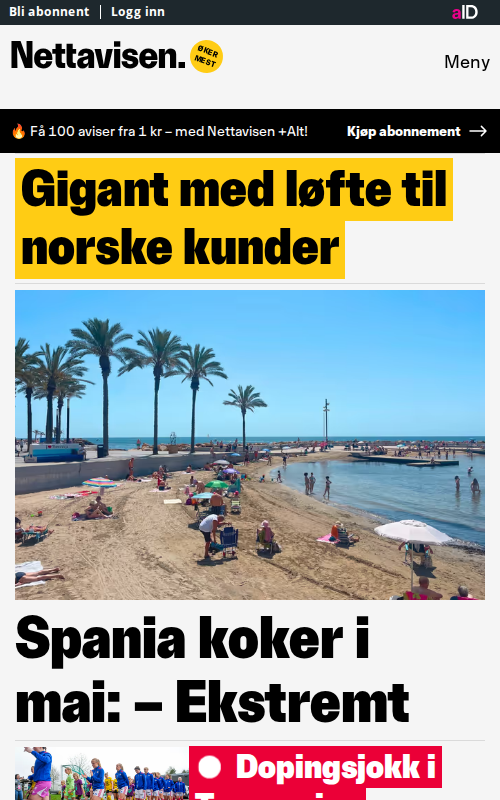 Bli abonnent | Logg inn
aID
Nettavisen.
ØKER
MEST
Meny
🔥 Få 100 aviser fra 1 kr – med Nettavisen +Alt!
Kjøp abonnement →
Gigant med løfte til
norske kunder
Spania koker i
mai: – Ekstremt
Dopingsjokk i